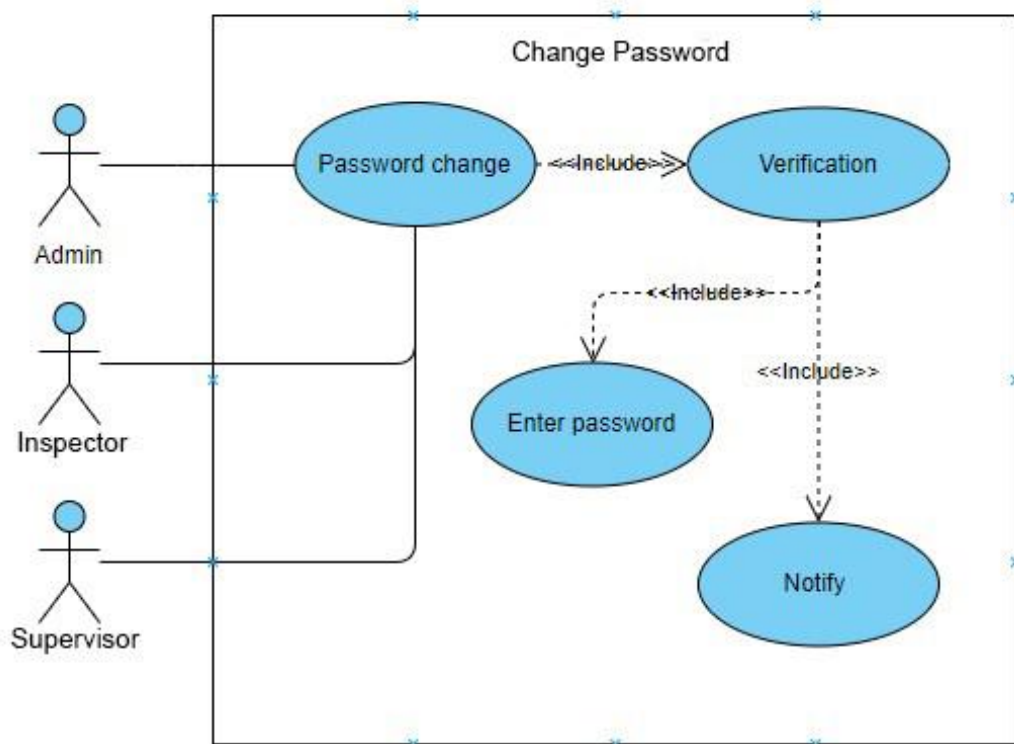 Change Password
Password change
<<Include>>
Verification
Admin
<<Include>>
<<Include>>
Inspector
Enter password
Supervisor
Notify